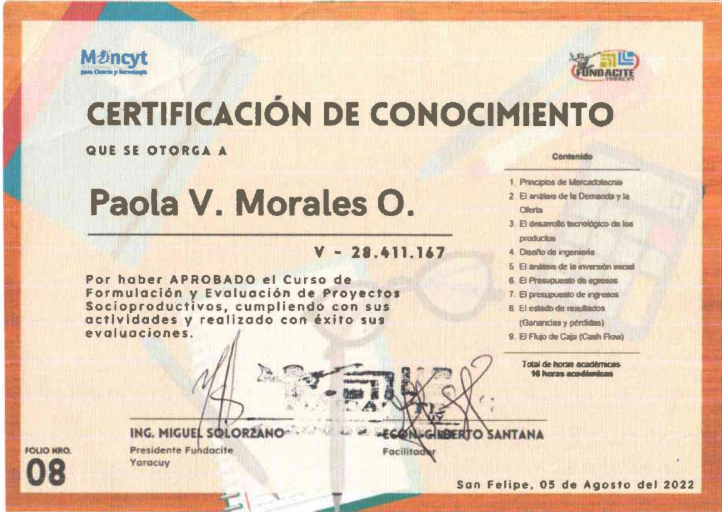 Mincyt
para Ciencia y Tecnología
FUNDACITE
YARACUY
CERTIFICACIÓN DE CONOCIMIENTO
QUE SE OTORGA A
Paola V. Morales O.
V - 28.411.167
Por haber APROBADO el Curso de
Formulación y Evaluación de Proyectos
Socioproductivos, cumpliendo con sus
actividades y realizado con éxito sus
evaluaciones.
Contenido
1. Principios de Mercadotecnia
2. El análisis de la Demanda y la
Oferta
3. El desarrollo tecnológico de los
productos
4. Diseño de ingeniería
5. El análisis de la inversión inicial
6. El Presupuesto de egresos
7. El presupuesto de ingresos
8. El estado de resultados
(Ganancias y pérdidas)
9. El Flujo de Caja (Cash Flow)
Total de horas académicas
16 horas académicas
ING. MIGUEL SOLORZANO
Presidente Fundacite
Yaracuy
ECON. GILBERTO SANTANA
Facilitador
FOLIO NRO.
08
San Felipe, 05 de Agosto del 2022